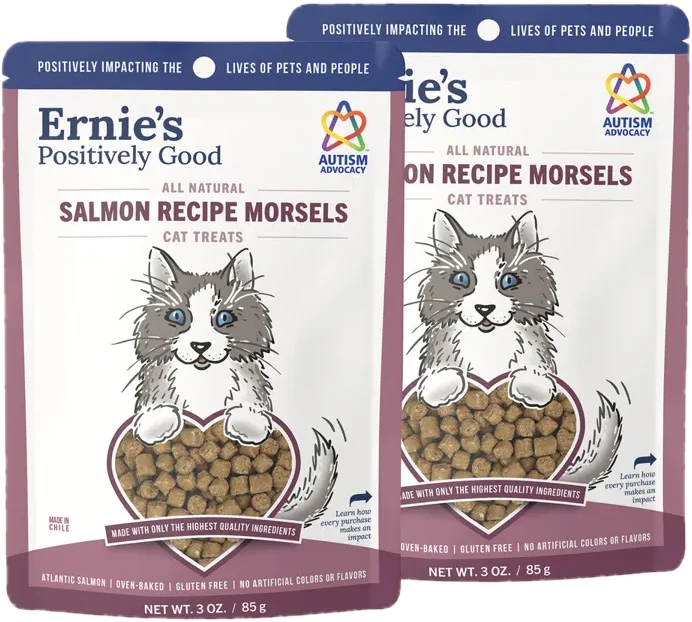 POSITIVELY IMPACTING THE LIVES OF PETS AND PEOPLE
Ernie's
Positively Good
AUTISM
ADVOCACY
ALL NATURAL
SALMON RECIPE MORSELS
CAT TREATS
MADE IN
CHILE
MADE WITH ONLY THE HIGHEST QUALITY INGREDIENTS
Learn how
every purchase
makes an
impact
ATLANTIC SALMON | OVEN-BAKED | GLUTEN FREE | NO ARTIFICIAL COLORS OR FLAVORS
NET WT. 3 OZ. / 85 g
POSITIVELY IMPACTING THE LIVES OF PETS AND PEOPLE
ie's
ely Good
AUTISM
ADVOCACY
ALL NATURAL
ON RECIPE MORSELS
CAT TREATS
ADE WITH ONLY THE HIGHEST QUALITY INGREDIENTS
Learn how
every purchase
makes an
impact
OVEN-BAKED | GLUTEN FREE | NO ARTIFICIAL COLORS OR FLAVORS
NET WT. 3 OZ. / 85 g